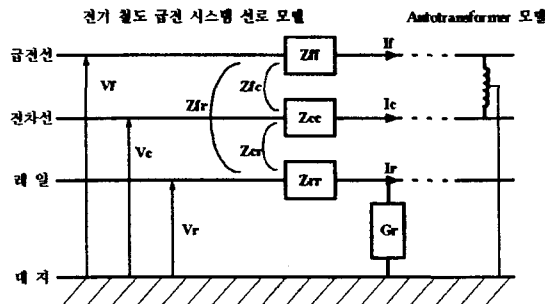 전기 철도 급전 시스템 선로 모델
Autotransformer 모델
급전선
Zff
If
Vf
Zfr
Zfc
전차선
Zcc
Ic
Vc
Zcr
레일
Zrr
Ir
Vr
Gr
대지